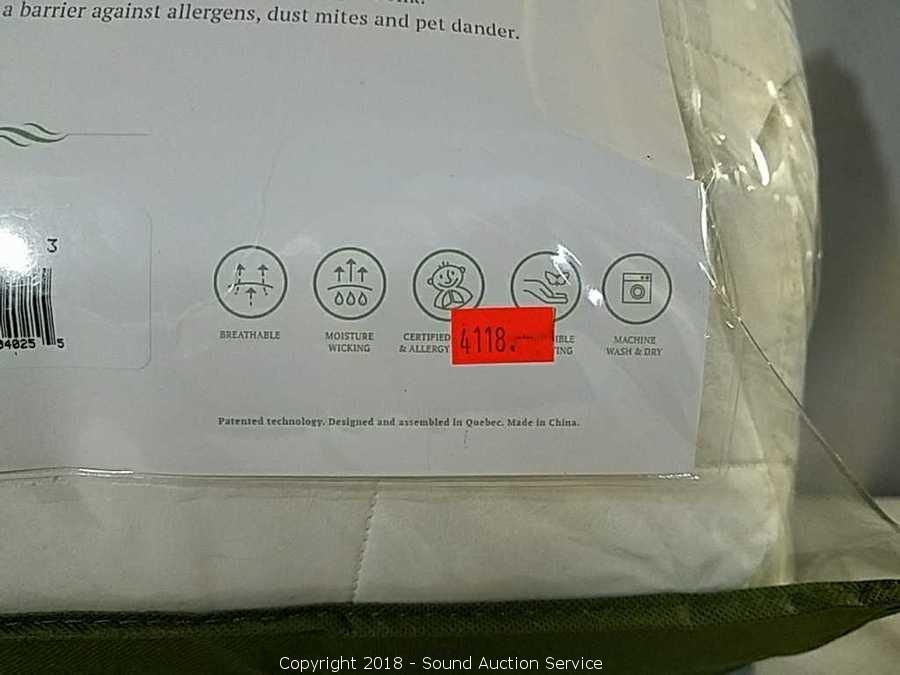 a barrier against allergens, dust mites and pet dander.
3
BREATHABLE
MOISTURE
WICKING
CERTIFIED
& ALLERGY
4118.
MACHINE
WASH & DRY
04025 5
Patented technology. Designed and assembled in Quebec. Made in China.
Copyright 2018 - Sound Auction Service